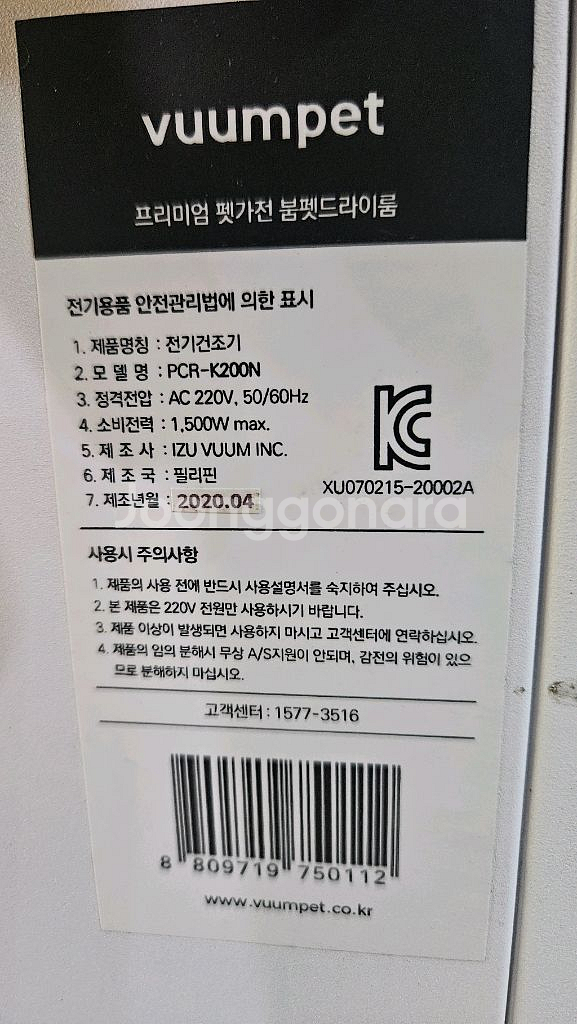 vuumpet
프리미엄 펫가전 붐펫드라이룸
전기용품 안전관리법에 의한 표시
1. 제품명칭 : 전기건조기
2. 모 델 명 : PCR-K200N
3. 정격전압 : AC 220V, 50/60Hz
4. 소비전력 : 1,500W max.
5. 제 조 사 : IZU VUUM INC.
6. 제 조 국 : 필리핀
7. 제조년월 : 2020.04
KC
XU070215-20002A
Joonggonara
사용시 주의사항
1. 제품의 사용 전에 반드시 사용설명서를 숙지하여 주십시오.
2. 본 제품은 220V 전원만 사용하시기 바랍니다.
3. 제품 이상이 발생되면 사용하지 마시고 고객센터에 연락하십시오.
4. 제품의 임의 분해시 무상 A/S지원이 안되며, 감전의 위험이 있으
므로 분해하지 마십시오.
고객센터 : 1577-3516
8 809719 750112
www.vuumpet.co.kr